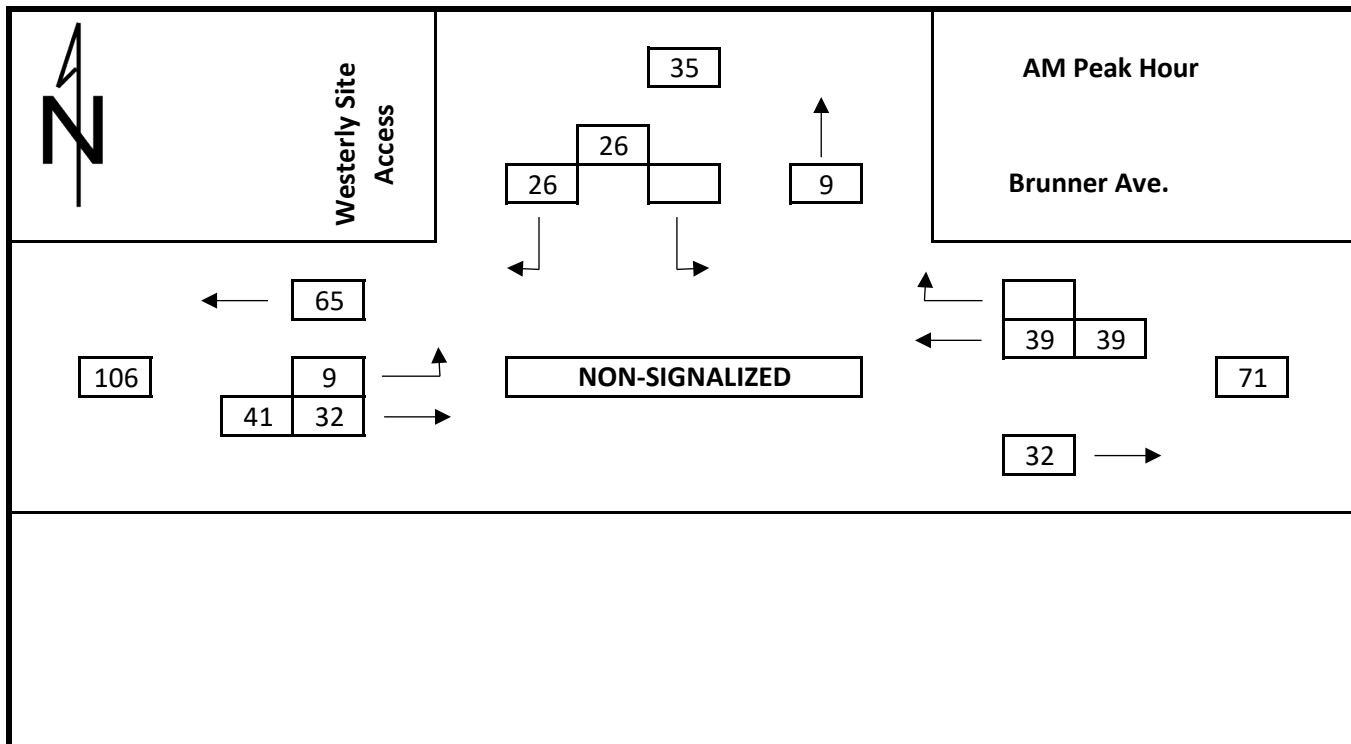 N
Westerly Site
Access
35
AM Peak Hour
26
26
9
Brunner Ave.
65
39 39
106
9
NON-SIGNALIZED
71
41 32
32